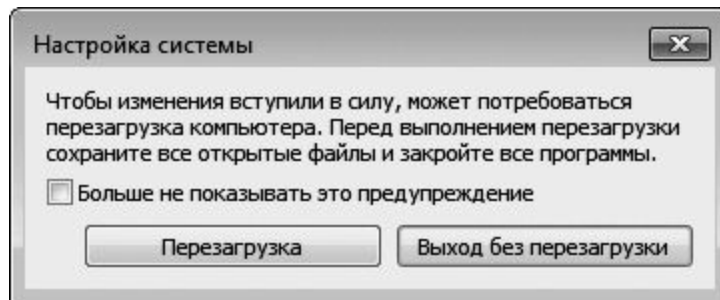 Настройка системы
Чтобы изменения вступили в силу, может потребоваться
перезагрузка компьютера. Перед выполнением перезагрузки
сохраните все открытые файлы и закройте все программы.
Больше не показывать это предупреждение
Перезагрузка
Выход без перезагрузки